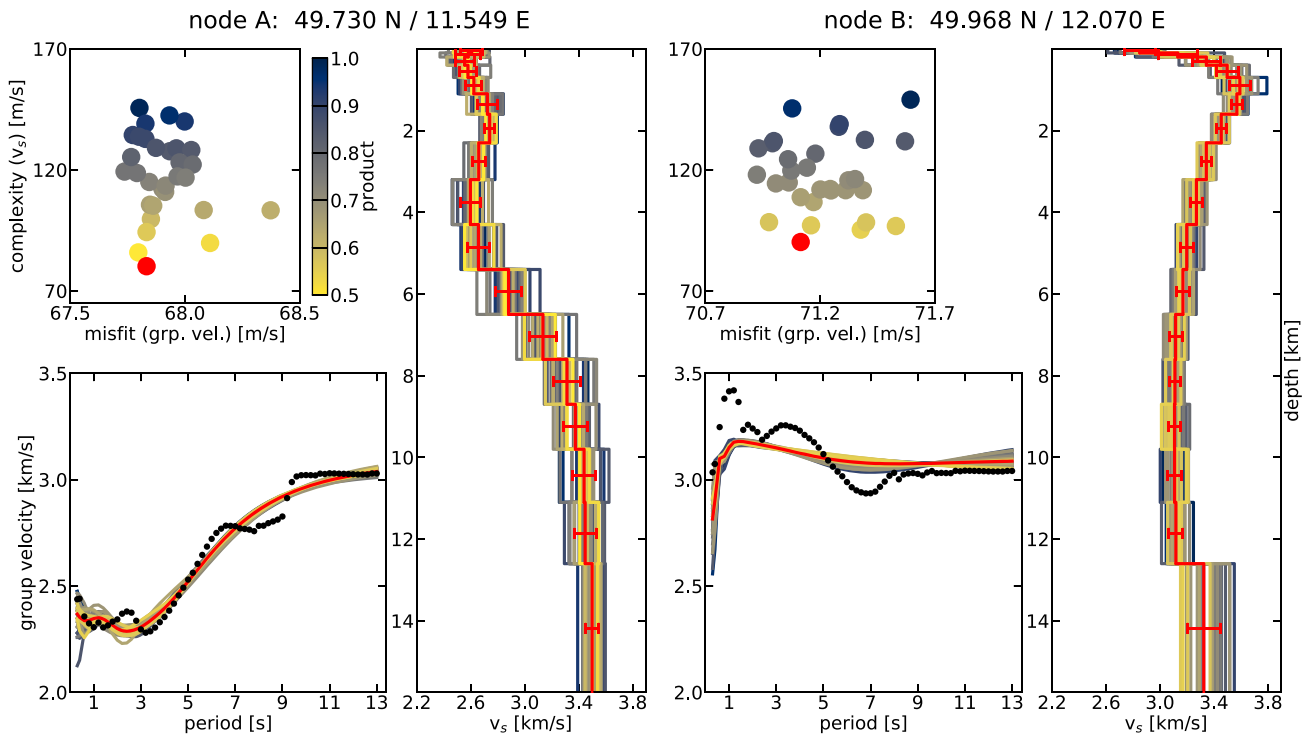 node A: 49.730 N / 11.549 E
node B: 49.968 N / 12.070 E
complexity (vₛ) [m/s]
170
120
70
67.5 68.0 68.5
misfit (grp. vel.) [m/s]
1.0
0.9
0.8
0.7
0.6
0.5
product
2
4
6
8
10
12
14
2.2 2.6 3.0 3.4 3.8
vₛ [km/s]
group velocity [km/s]
3.5
3.0
2.5
2.0
1 3 5 7 9 11 13
period [s]
170
120
70
70.7 71.2 71.7
misfit (grp. vel.) [m/s]
3.5
3.0
2.5
2.0
1 3 5 7 9 11 13
period [s]
2
4
6
8
10
12
14
2.2 2.6 3.0 3.4 3.8
vₛ [km/s]
depth [km]